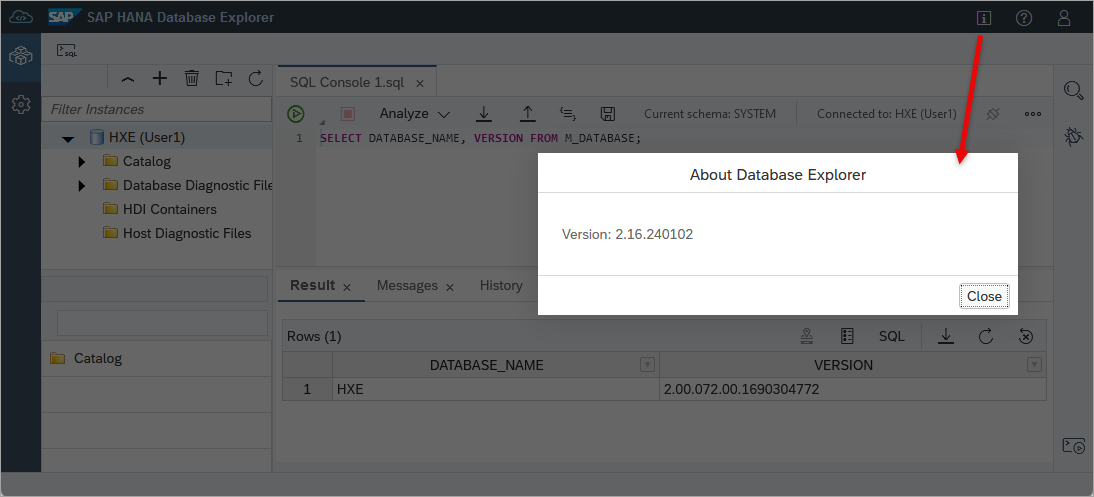 SAP SAP HANA Database Explorer
SQL
Filter Instances
HXE (User1)
Catalog
Database Diagnostic File
HDI Containers
Host Diagnostic Files
Catalog
SQL Console 1.sql
Analyze Current schema: SYSTEM Connected to: HXE (User1)
1 SELECT DATABASE_NAME, VERSION FROM M_DATABASE;
About Database Explorer
Version: 2.16.240102
Close
Result Messages History
Rows (1) SQL
DATABASE_NAME VERSION
1 HXE 2.00.072.00.1690304772